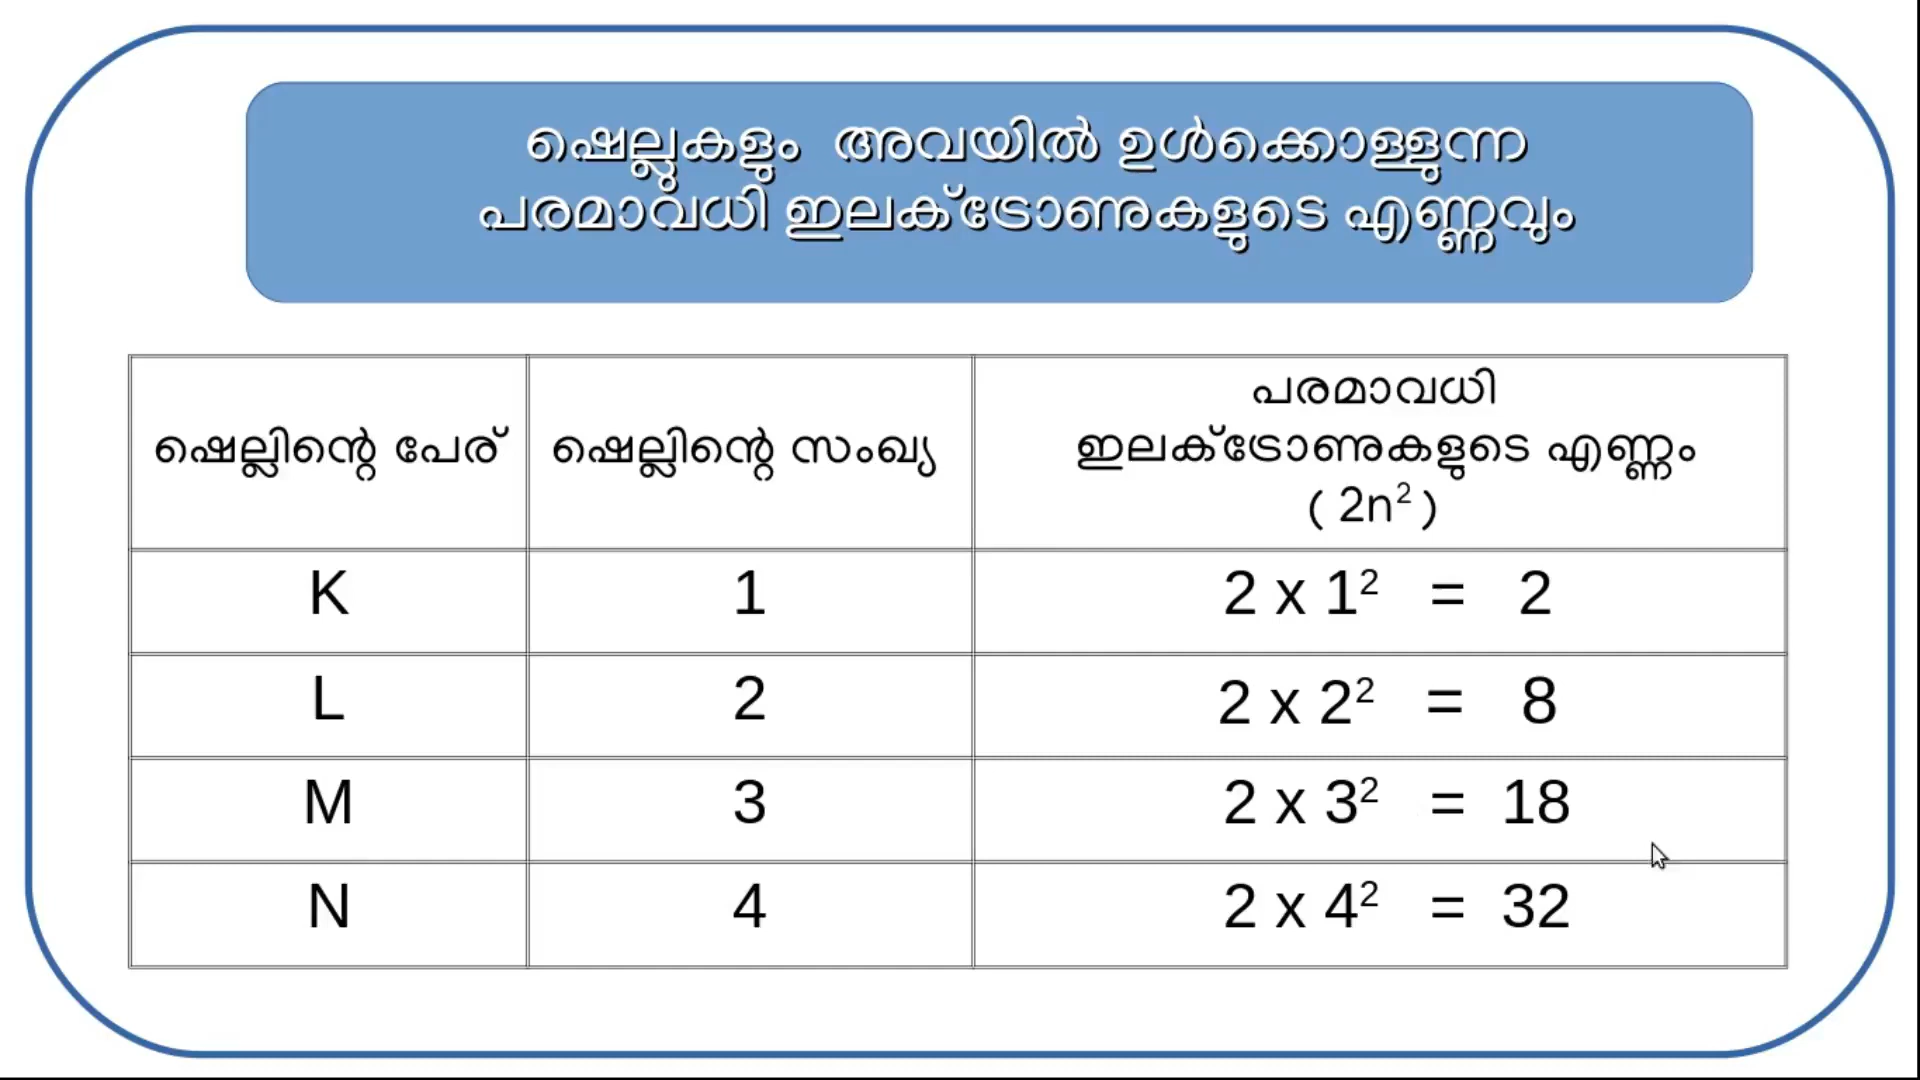 ഷെല്ലുകളും അവയിൽ ഉൾക്കൊള്ളുന്ന
പരമാവധി ഇലക്ട്രോണുകളുടെ എണ്ണവും
ഷെല്ലിന്റെ പേര്
ഷെല്ലിന്റെ സംഖ്യ
പരമാവധി
ഇലക്ട്രോണുകളുടെ എണ്ണം
( 2n² )
K 1 2 x 1² = 2
L 2 2 x 2² = 8
M 3 2 x 3² = 18
N 4 2 x 4² = 32